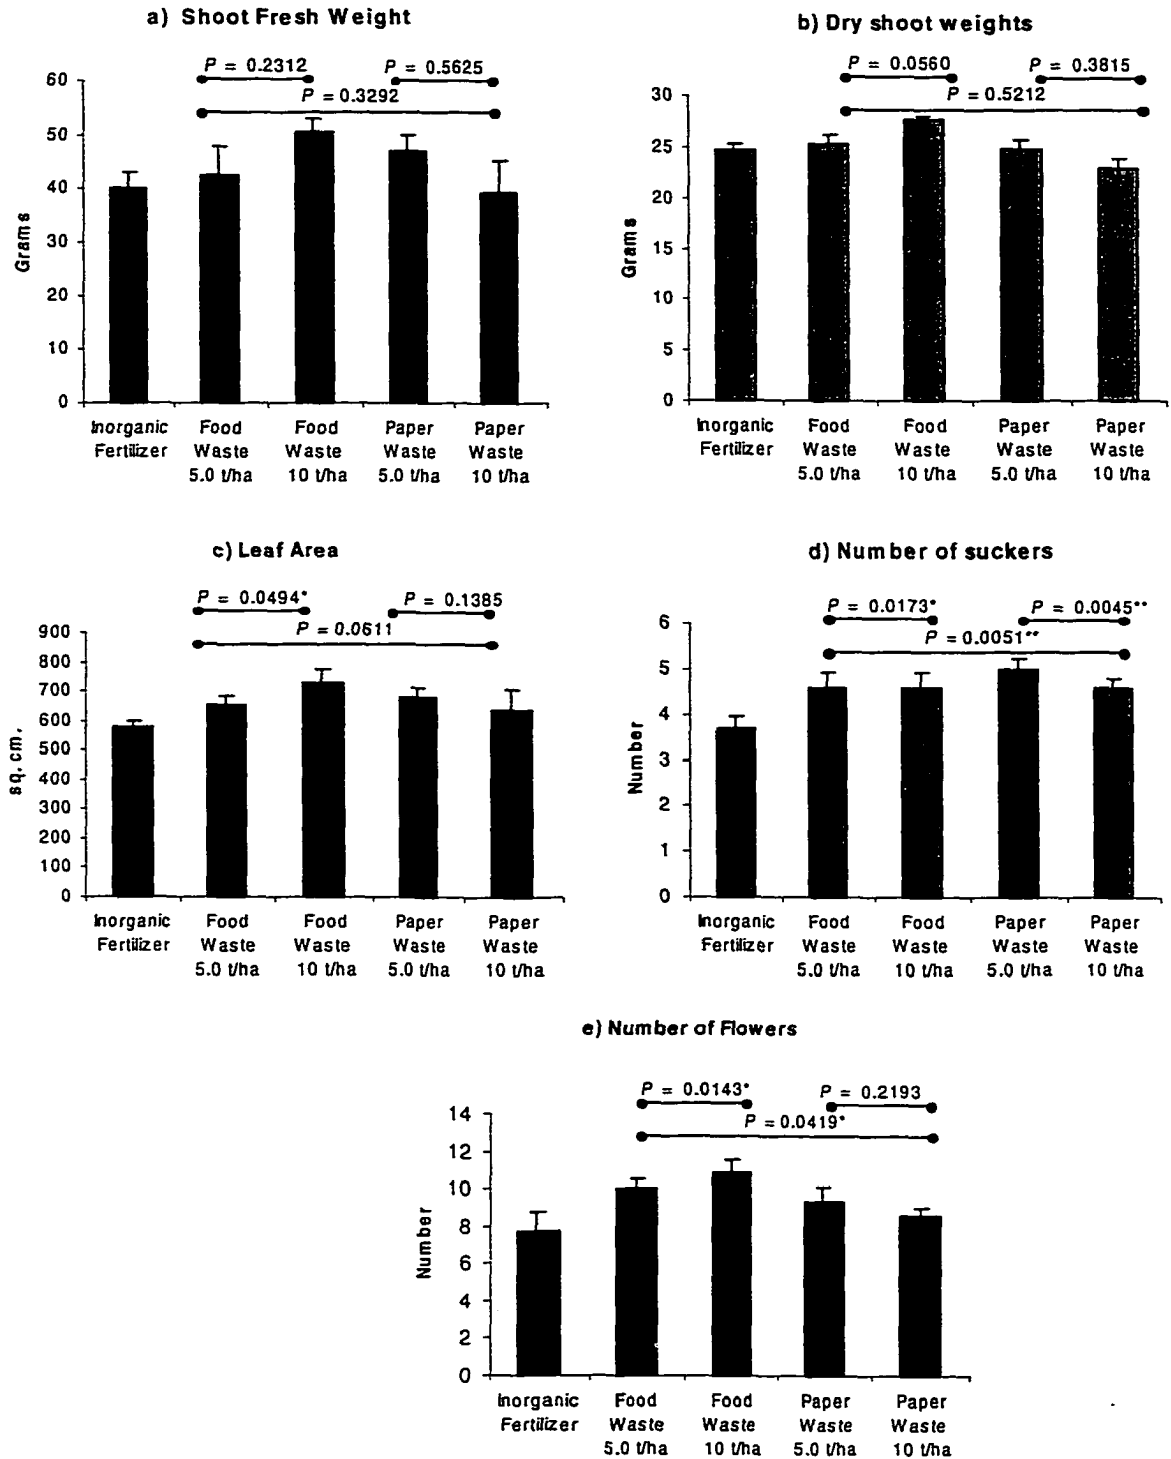 a) Shoot Fresh Weight
P = 0.2312
P = 0.5625
P = 0.3292
60
50
40
30
20
10
0
Grams
Inorganic
Fertilizer
Food
Waste
5.0 t/ha
Food
Waste
10 t/ha
Paper
Waste
5.0 t/ha
Paper
Waste
10 t/ha
b) Dry shoot weights
P = 0.0560
P = 0.3815
P = 0.5212
30
25
20
15
10
5
0
Grams
Inorganic
Fertilizer
Food
Waste
5.0 t/ha
Food
Waste
10 t/ha
Paper
Waste
5.0 t/ha
Paper
Waste
10 t/ha
c) Leaf Area
P = 0.0494*
P = 0.1385
P = 0.0611
900
800
700
600
500
400
300
200
100
0
sq.cm.
Inorganic
Fertilizer
Food
Waste
5.0 t/ha
Food
Waste
10 t/ha
Paper
Waste
5.0 t/ha
Paper
Waste
10 t/ha
d) Number of suckers
P = 0.0173*
P = 0.0045**
P = 0.0051**
6
5
4
3
2
1
0
Number
Inorganic
Fertilizer
Food
Waste
5.0 t/ha
Food
Waste
10 t/ha
Paper
Waste
5.0 t/ha
Paper
Waste
10 t/ha
e) Number of Flowers
P = 0.0143*
P = 0.2193
P = 0.0419*
14
12
10
8
6
4
2
0
Number
Inorganic
Fertilizer
Food
Waste
5.0 t/ha
Food
Waste
10 t/ha
Paper
Waste
5.0 t/ha
Paper
Waste
10 t/ha